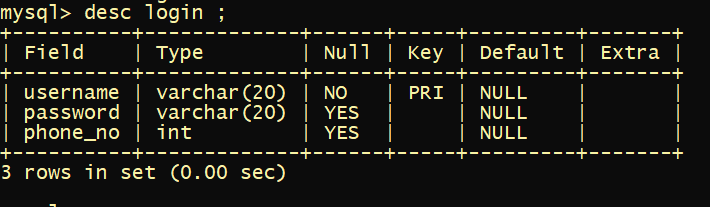 mysql> desc login ;
+----------+-------------+------+-----+---------+-------+
| Field    | Type        | Null | Key | Default | Extra |
+----------+-------------+------+-----+---------+-------+
| username | varchar(20) | NO   | PRI | NULL    |       |
| password | varchar(20) | YES  |     | NULL    |       |
| phone_no | int         | YES  |     | NULL    |       |
+----------+-------------+------+-----+---------+-------+
3 rows in set (0.00 sec)